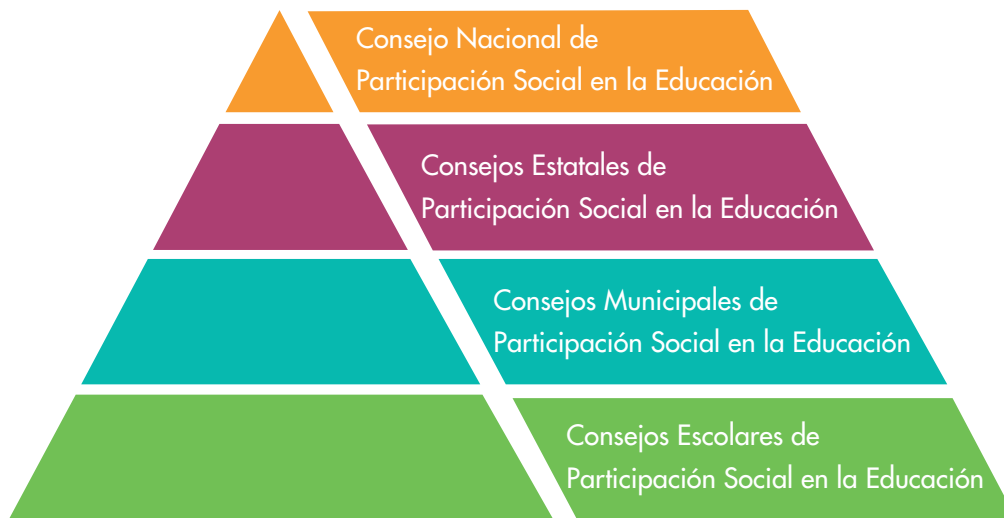 Consejo Nacional de
Participación Social en la Educación
Consejos Estatales de
Participación Social en la Educación
Consejos Municipales de
Participación Social en la Educación
Consejos Escolares de
Participación Social en la Educación